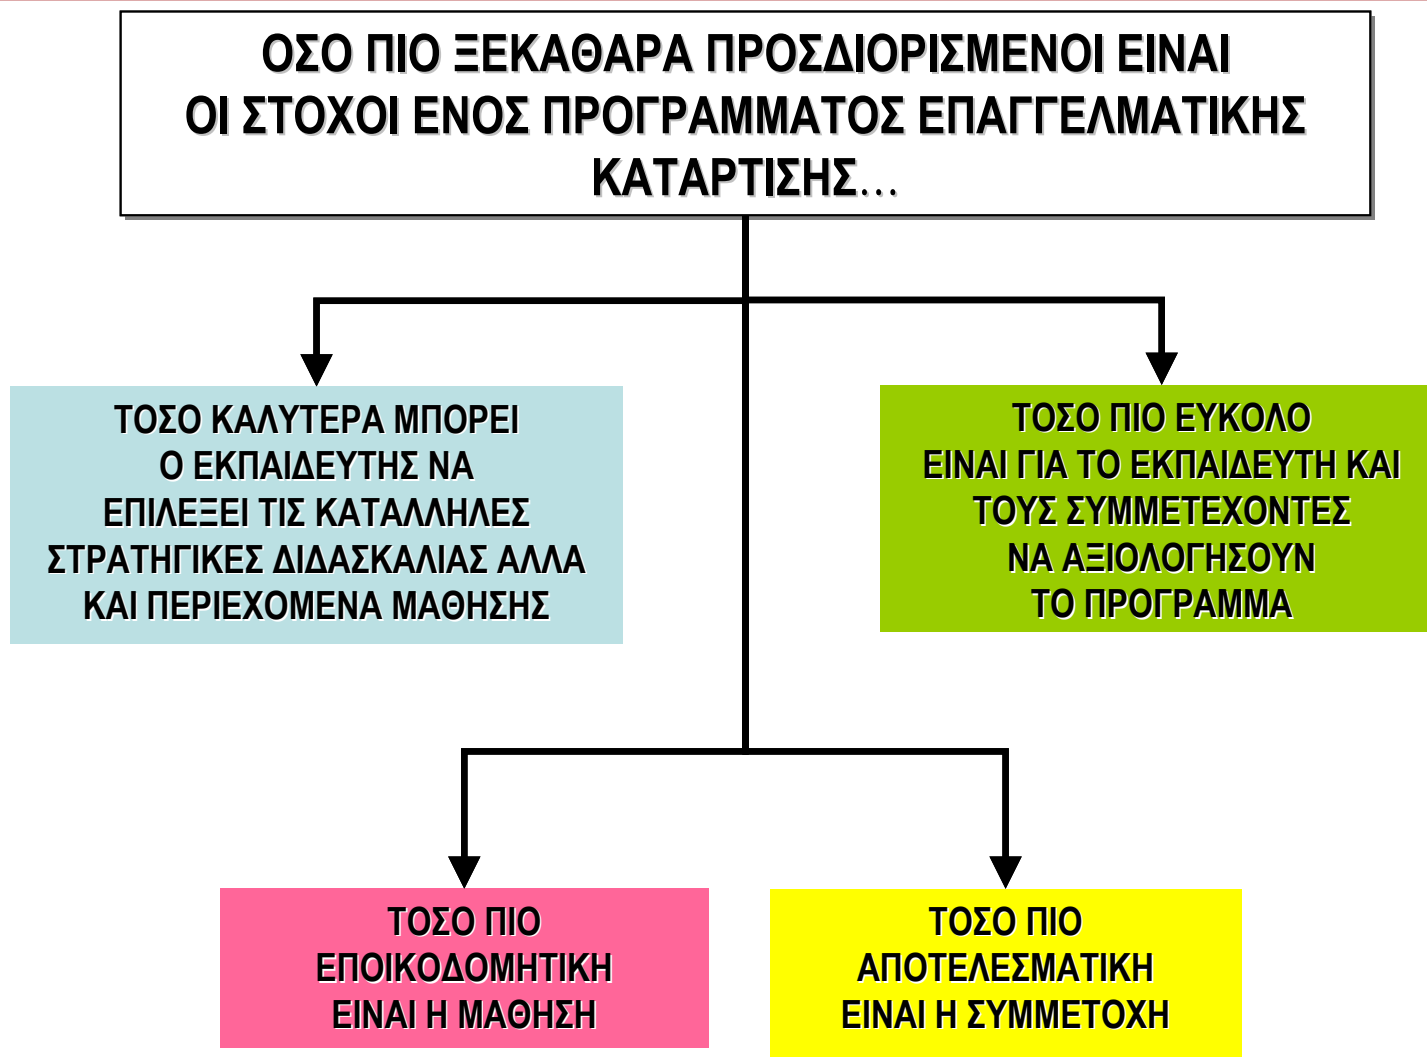 ΟΣΟ ΠΙΟ ΞΕΚΑΘΑΡΑ ΠΡΟΣΔΙΟΡΙΣΜΕΝΟΙ ΕΙΝΑΙ
ΟΙ ΣΤΟΧΟΙ ΕΝΟΣ ΠΡΟΓΡΑΜΜΑΤΟΣ ΕΠΑΓΓΕΛΜΑΤΙΚΗΣ
ΚΑΤΑΡΤΙΣΗΣ…
ΤΟΣΟ ΚΑΛΥΤΕΡΑ ΜΠΟΡΕΙ
Ο ΕΚΠΑΙΔΕΥΤΗΣ ΝΑ
ΕΠΙΛΕΞΕΙ ΤΙΣ ΚΑΤΑΛΛΗΛΕΣ
ΣΤΡΑΤΗΓΙΚΕΣ ΔΙΔΑΣΚΑΛΙΑΣ ΑΛΛΑ
ΚΑΙ ΠΕΡΙΕΧΟΜΕΝΑ ΜΑΘΗΣΗΣ
ΤΟΣΟ ΠΙΟ ΕΥΚΟΛΟ
ΕΙΝΑΙ ΓΙΑ ΤΟ ΕΚΠΑΙΔΕΥΤΗ ΚΑΙ
ΤΟΥΣ ΣΥΜΜΕΤΕΧΟΝΤΕΣ
ΝΑ ΑΞΙΟΛΟΓΗΣΟΥΝ
ΤΟ ΠΡΟΓΡΑΜΜΑ
ΤΟΣΟ ΠΙΟ
ΕΠΟΙΚΟΔΟΜΗΤΙΚΗ
ΕΙΝΑΙ Η ΜΑΘΗΣΗ
ΤΟΣΟ ΠΙΟ
ΑΠΟΤΕΛΕΣΜΑΤΙΚΗ
ΕΙΝΑΙ Η ΣΥΜΜΕΤΟΧΗ